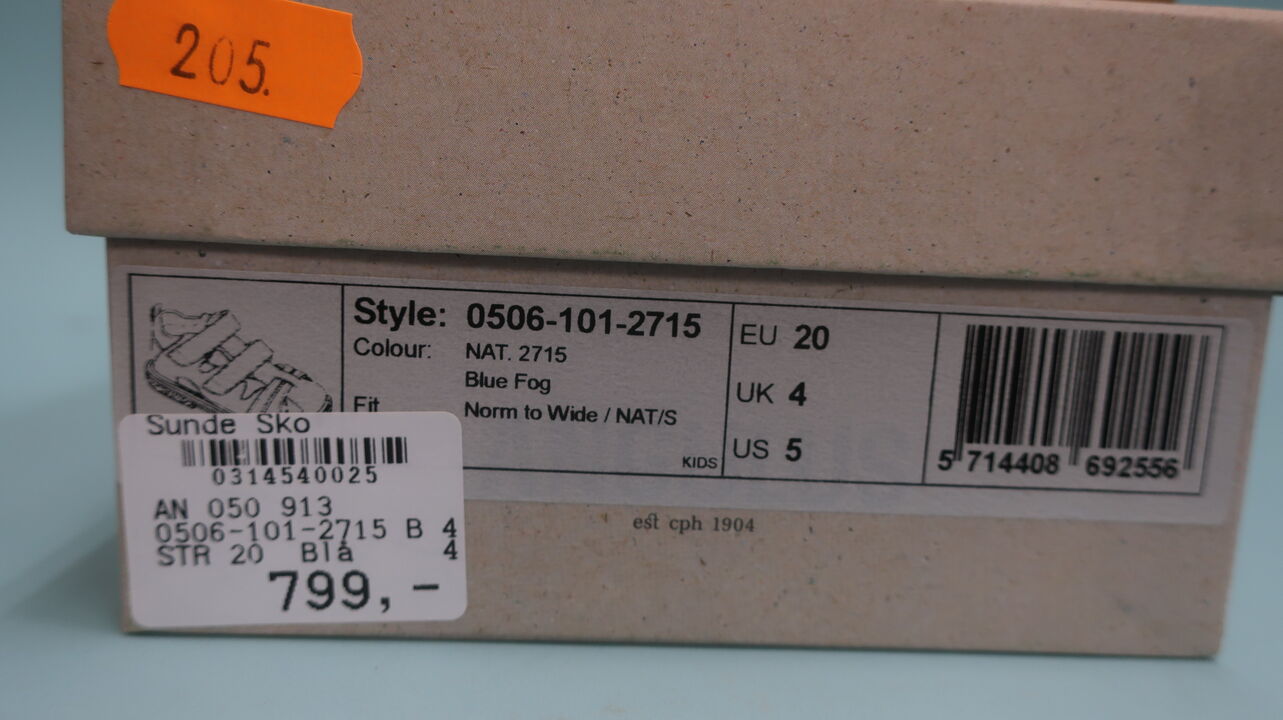 205.
Style: 0506-101-2715
Colour: NAT. 2715
Blue Fog
Fit Norm to Wide / NAT/S
KIDS
EU 20
UK 4
US 5
5 714408 692556
Sunde Sko
0314540025
AN 050 913
0506-101-2715 B 4
STR 20 Blå 4
799,-
est cph 1904